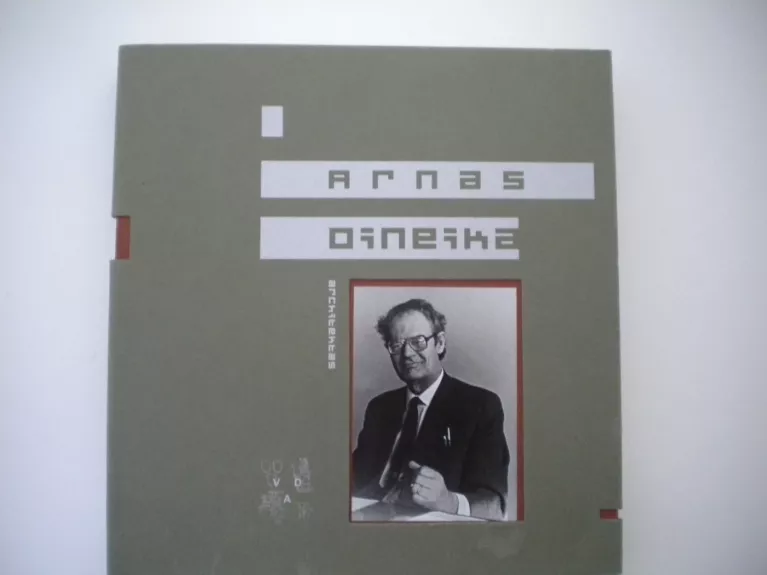 Arnas
Dineika
architektas
V D
A